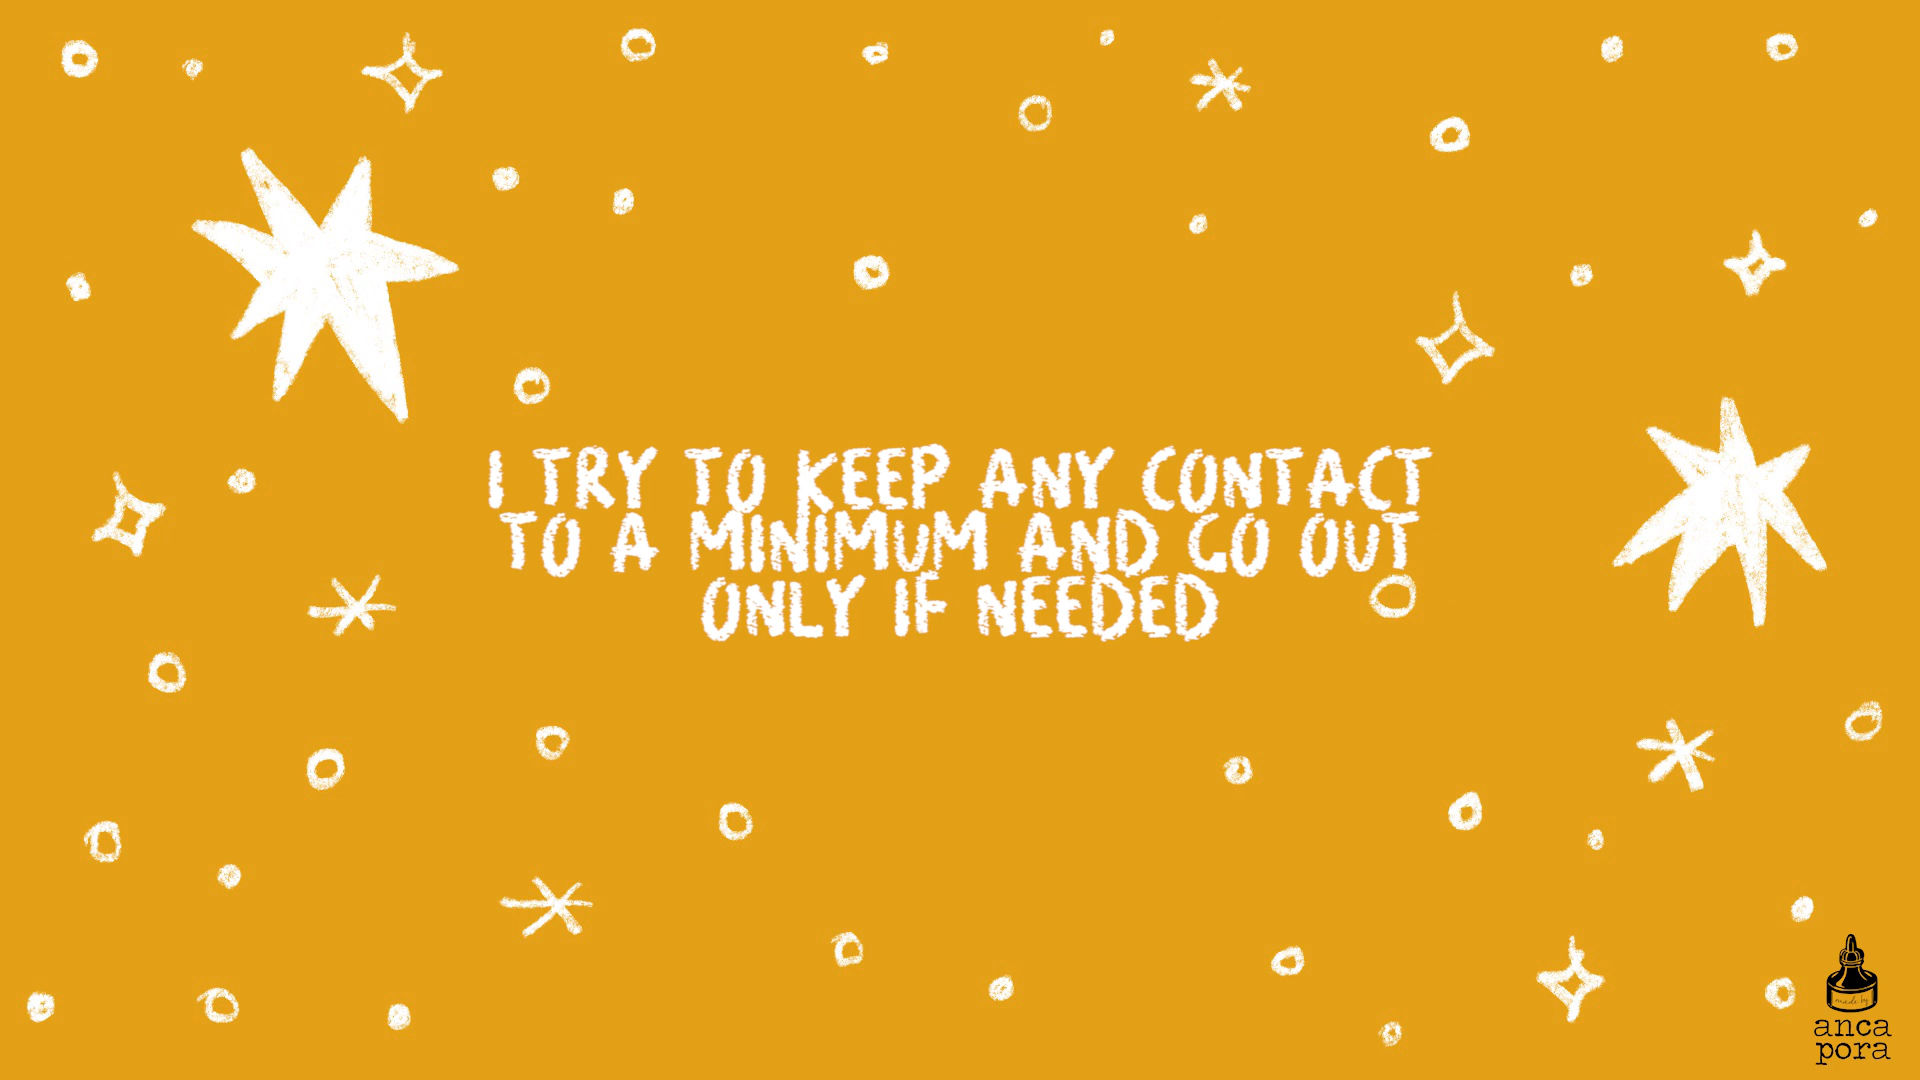 I TRY TO KEEP ANY CONTACT
TO A MINIMUM AND GO OUT
ONLY IF NEEDED
made by
anca
pora